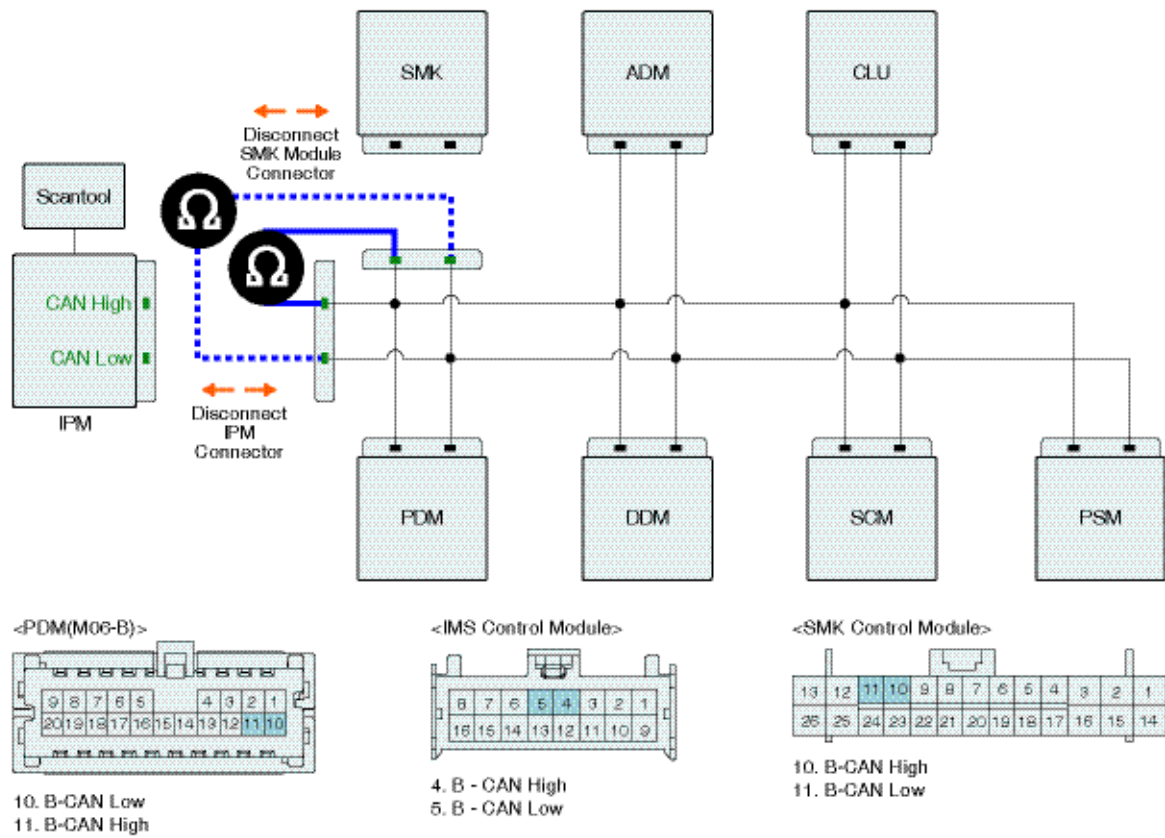 SMK
ADM
CLU
Disconnect
SMK Module
Connector
Scantool
Ω
Ω
CAN High
CAN Low
IPM
Disconnect
IPM
Connector
PDM
DDM
SCM
PSM
<PDM(M06-B)>
<IMS Control Module>
<SMK Control Module>
9 8 7 6 5 4 3 2 1
20 19 18 17 16 15 14 13 12 11 10
8 7 6 5 4 3 2 1
16 15 14 13 12 11 10 9
13 12 11 10 9 8 7 6 5 4 3 2 1
26 25 24 23 22 21 20 19 18 17 16 15 14
10. B-CAN Low
11. B-CAN High
4. B - CAN High
5. B - CAN Low
10. B-CAN High
11. B-CAN Low